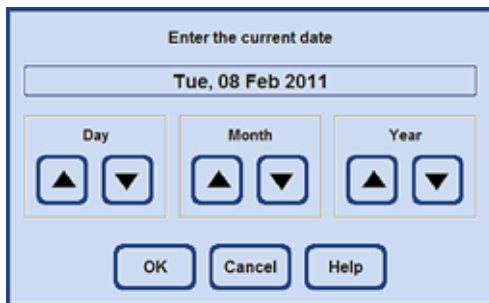 Enter the current date
Tue, 08 Feb 2011
Day Month Year
OK Cancel Help